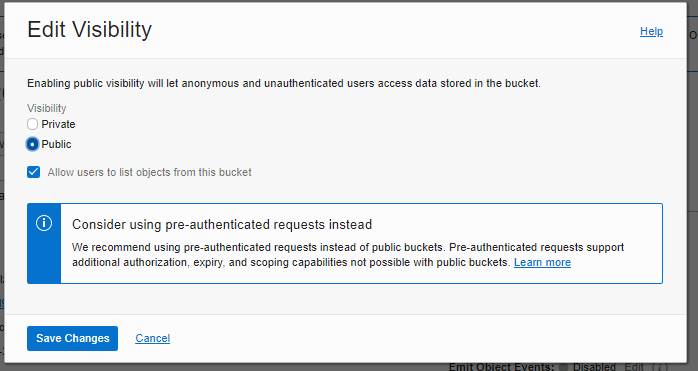 Edit Visibility
Help
Enabling public visibility will let anonymous and unauthenticated users access data stored in the bucket.
Visibility
Private
Public
Allow users to list objects from this bucket
Consider using pre-authenticated requests instead
We recommend using pre-authenticated requests instead of public buckets. Pre-authenticated requests support
additional authorization, expiry, and scoping capabilities not possible with public buckets. Learn more
Save Changes
Cancel
Emit Object Events: Disabled Edit